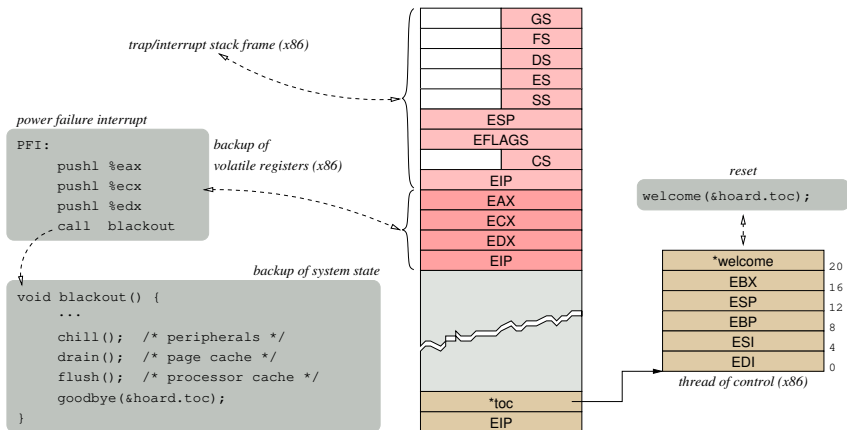 trap/interrupt stack frame (x86)
power failure interrupt
PFI:
pushl %eax
pushl %ecx
pushl %edx
call blackout
backup of
volatile registers (x86)
backup of system state
void blackout() {
...
chill(); /* peripherals */
drain(); /* page cache */
flush(); /* processor cache */
goodbye(&hoard.toc);
}
GS
FS
DS
ES
SS
ESP
EFLAGS
CS
EIP
EAX
ECX
EDX
EIP
*toc
EIP
reset
welcome(&hoard.toc);
*welcome
20
EBX
16
ESP
12
EBP
8
ESI
4
EDI
0
thread of control (x86)